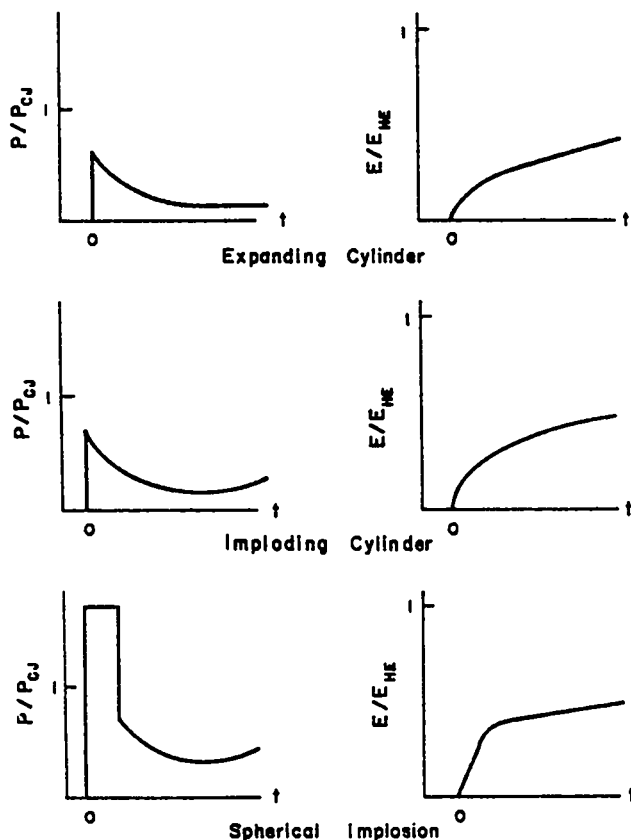 P/P_CJ
1
0
t
E/E_HE
1
0
t
Expanding Cylinder
P/P_CJ
1
0
t
E/E_HE
1
0
t
Imploding Cylinder
P/P_CJ
1
0
t
E/E_HE
1
0
t
Spherical Implosion